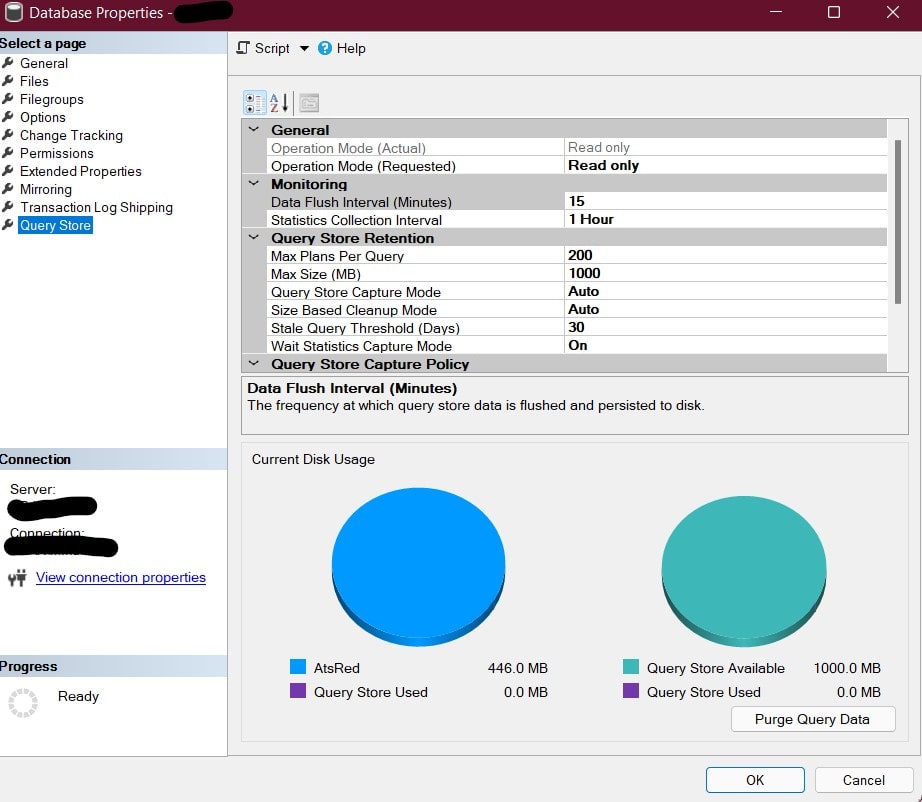 Database Properties -
Select a page
General
Files
Filegroups
Options
Change Tracking
Permissions
Extended Properties
Mirroring
Transaction Log Shipping
Query Store
Connection
Server:
Connection:
View connection properties
Progress
Ready
Script Help
General
Operation Mode (Actual) Read only
Operation Mode (Requested) Read only
Monitoring
Data Flush Interval (Minutes) 15
Statistics Collection Interval 1 Hour
Query Store Retention
Max Plans Per Query 200
Max Size (MB) 1000
Query Store Capture Mode Auto
Size Based Cleanup Mode Auto
Stale Query Threshold (Days) 30
Wait Statistics Capture Mode On
Query Store Capture Policy
Data Flush Interval (Minutes)
The frequency at which query store data is flushed and persisted to disk.
Current Disk Usage
AtsRed 446.0 MB
Query Store Used 0.0 MB
Query Store Available 1000.0 MB
Query Store Used 0.0 MB
Purge Query Data
OK Cancel